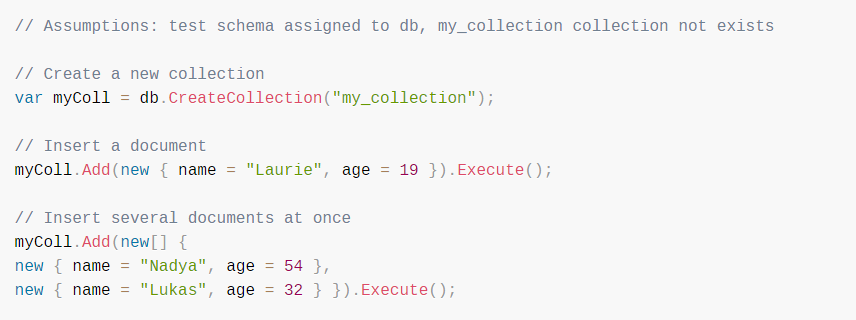 // Assumptions: test schema assigned to db, my_collection collection not exists
// Create a new collection
var myColl = db.CreateCollection("my_collection");
// Insert a document
myColl.Add(new { name = "Laurie", age = 19 }).Execute();
// Insert several documents at once
myColl.Add(new[] {
new { name = "Nadya", age = 54 },
new { name = "Lukas", age = 32 } }).Execute();